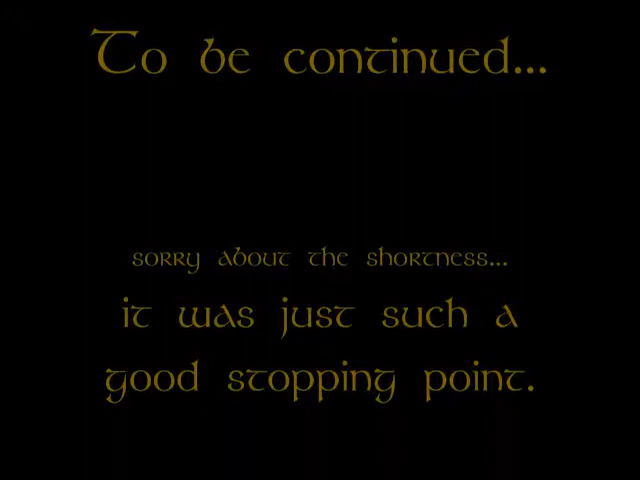 To be continued...
sorry about the shortness...
it was just such a
good stopping point.